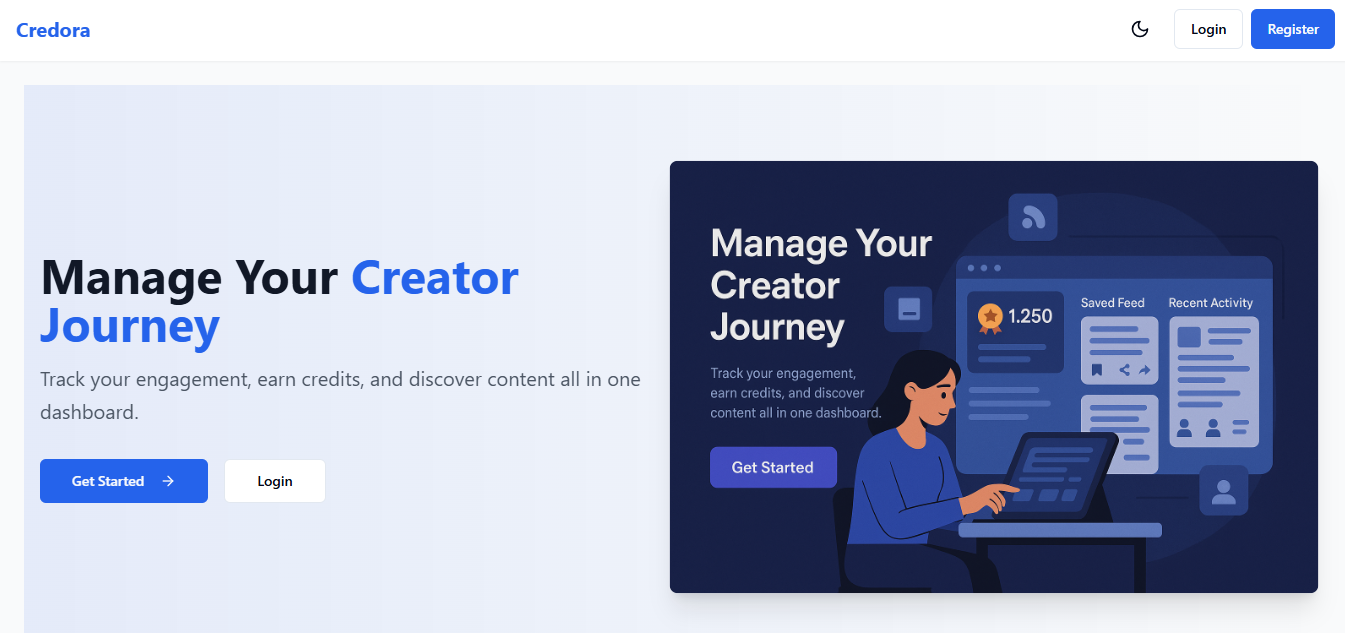 Credora
Login
Register
Manage Your Creator
Journey
Track your engagement, earn credits, and discover content all in one
dashboard.
Get Started
Login
Manage Your
Creator
Journey
Track your engagement,
earn credits, and discover
content all in one dashboard.
Get Started
1.250
Saved Feed
Recent Activity